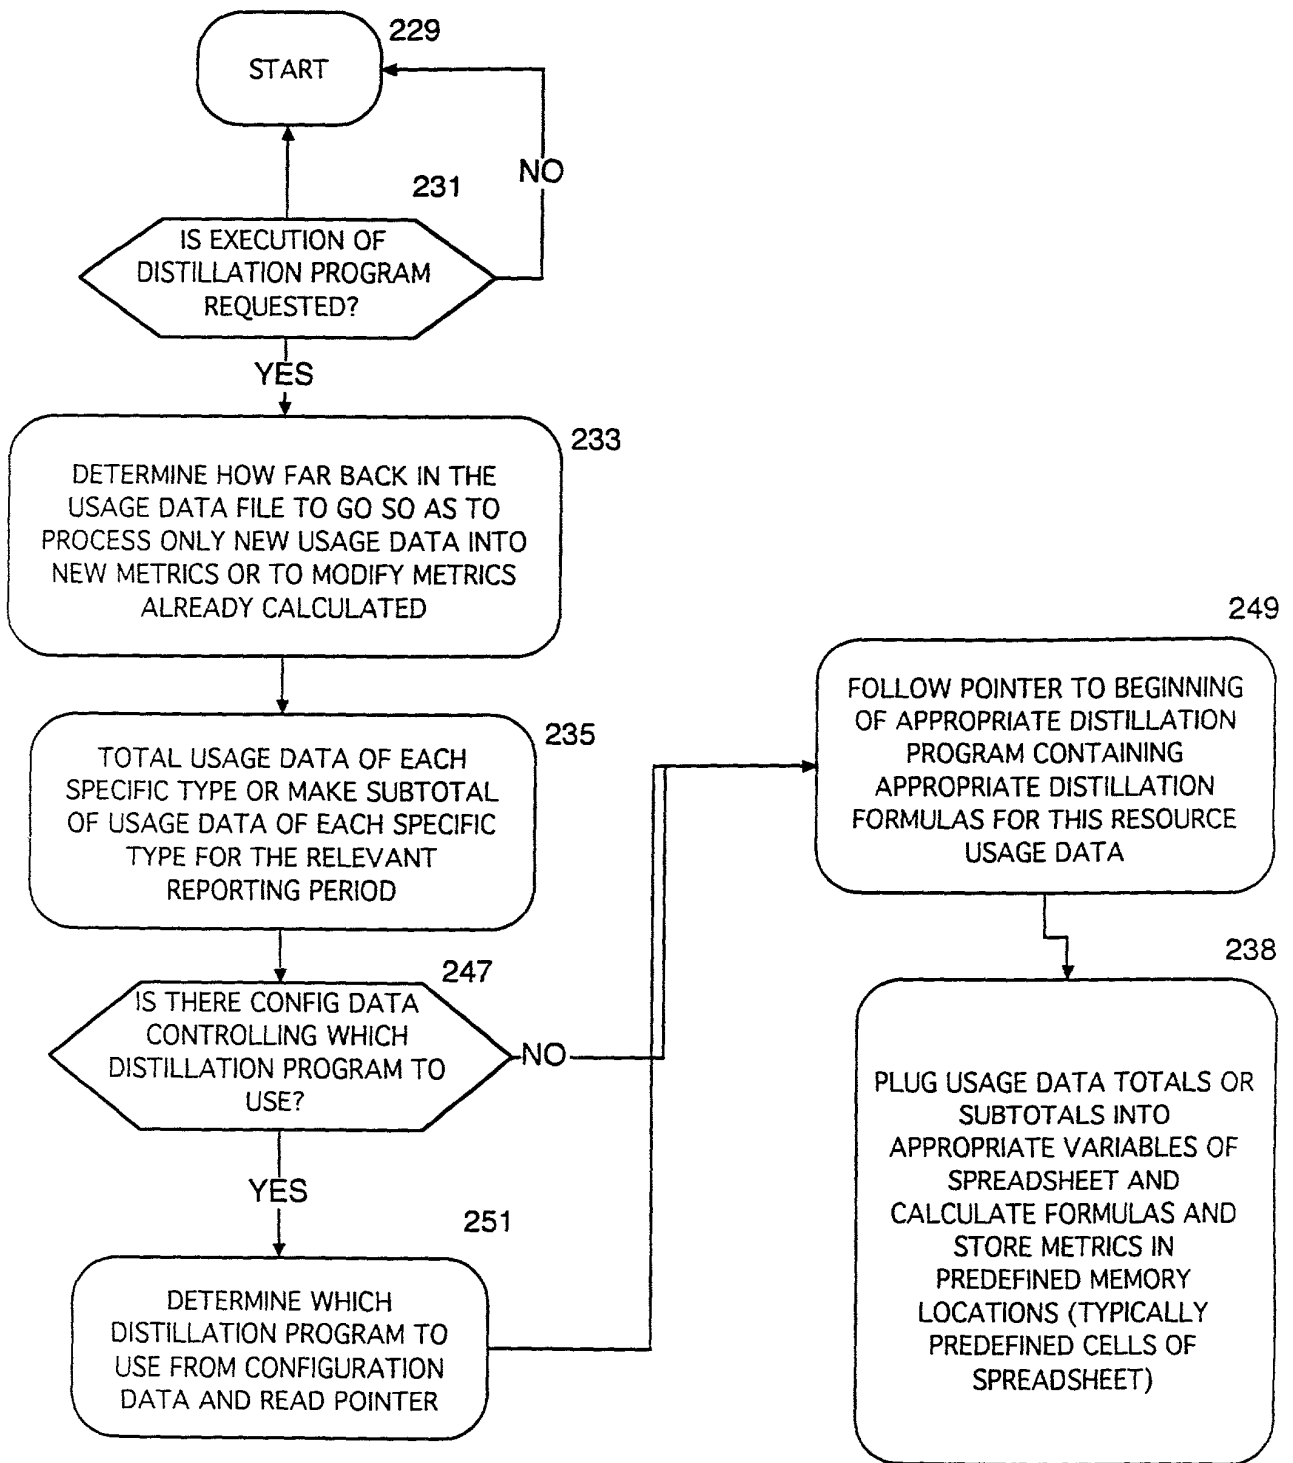 229
START
NO
231
IS EXECUTION OF
DISTILLATION PROGRAM
REQUESTED?
YES
233
DETERMINE HOW FAR BACK IN THE
USAGE DATA FILE TO GO SO AS TO
PROCESS ONLY NEW USAGE DATA INTO
NEW METRICS OR TO MODIFY METRICS
ALREADY CALCULATED
235
TOTAL USAGE DATA OF EACH
SPECIFIC TYPE OR MAKE SUBTOTAL
OF USAGE DATA OF EACH SPECIFIC
TYPE FOR THE RELEVANT
REPORTING PERIOD
247
IS THERE CONFIG DATA
CONTROLLING WHICH
DISTILLATION PROGRAM TO
USE?
NO
YES
251
DETERMINE WHICH
DISTILLATION PROGRAM TO
USE FROM CONFIGURATION
DATA AND READ POINTER
249
FOLLOW POINTER TO BEGINNING
OF APPROPRIATE DISTILLATION
PROGRAM CONTAINING
APPROPRIATE DISTILLATION
FORMULAS FOR THIS RESOURCE
USAGE DATA
238
PLUG USAGE DATA TOTALS OR
SUBTOTALS INTO
APPROPRIATE VARIABLES OF
SPREADSHEET AND
CALCULATE FORMULAS AND
STORE METRICS IN
PREDEFINED MEMORY
LOCATIONS (TYPICALLY
PREDEFINED CELLS OF
SPREADSHEET)